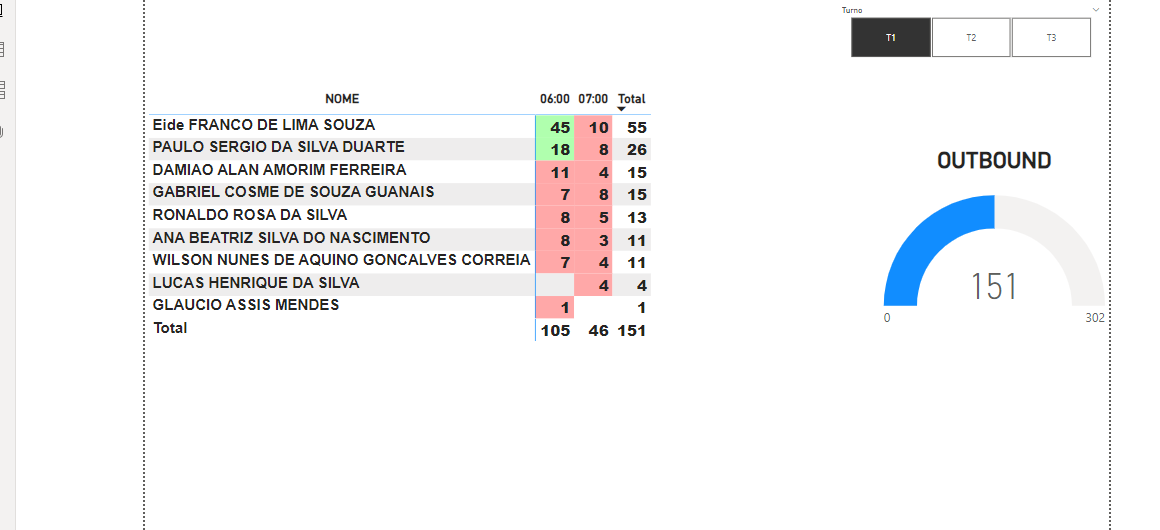 Turno
T1 T2 T3
NOME 06:00 07:00 Total
Eide FRANCO DE LIMA SOUZA 45 10 55
PAULO SERGIO DA SILVA DUARTE 18 8 26
DAMIAO ALAN AMORIM FERREIRA 11 4 15
GABRIEL COSME DE SOUZA GUANAIS 7 8 15
RONALDO ROSA DA SILVA 8 5 13
ANA BEATRIZ SILVA DO NASCIMENTO 8 3 11
WILSON NUNES DE AQUINO GONCALVES CORREIA 7 4 11
LUCAS HENRIQUE DA SILVA 4 4
GLAUCIO ASSIS MENDES 1 1
Total 105 46 151
OUTBOUND
151
0 302